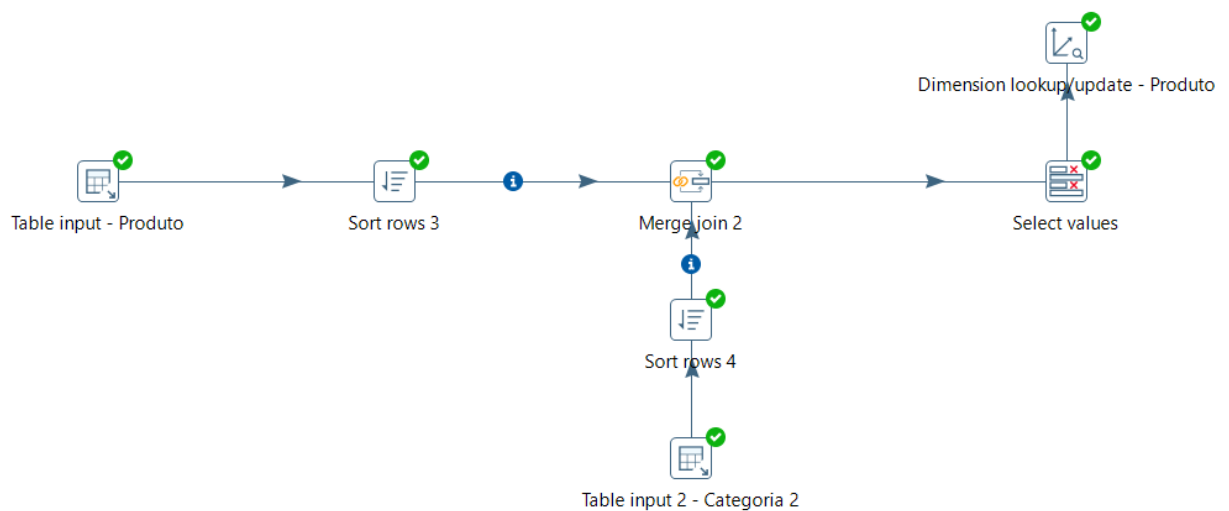 Dimension lookup/update - Produto
Table input - Produto
Sort rows 3
Merge join 2
Select values
Sort rows 4
Table input 2 - Categoria 2